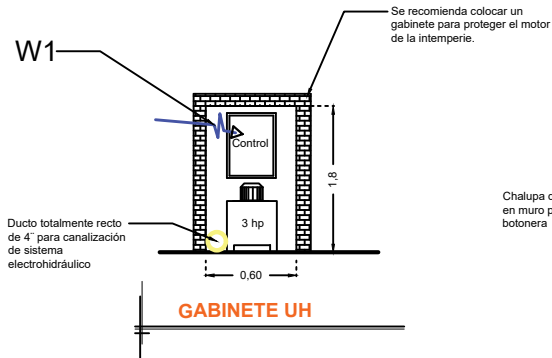 Se recomienda colocar un
gabinete para proteger el motor
de la intemperie.
W1
Control
1,8
3 hp
Ducto totalmente recto
de 4¨ para canalización
de sistema
electrohidráulico
0,60
Chalupa
en muro
botonera
GABINETE UH